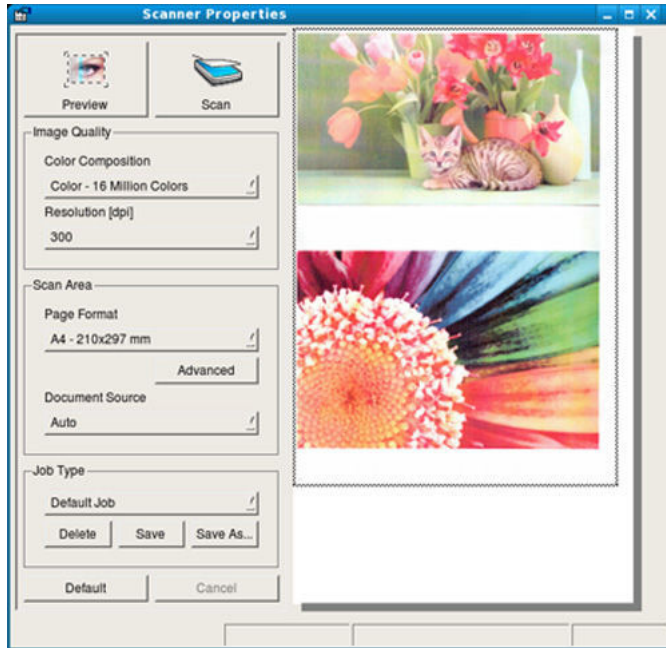 Scanner Properties
Preview
Scan
Image Quality
Color Composition
Color - 16 Million Colors
Resolution [dpi]
300
Scan Area
Page Format
A4 - 210x297 mm
Advanced
Document Source
Auto
Job Type
Default Job
Delete Save Save As...
Default Cancel